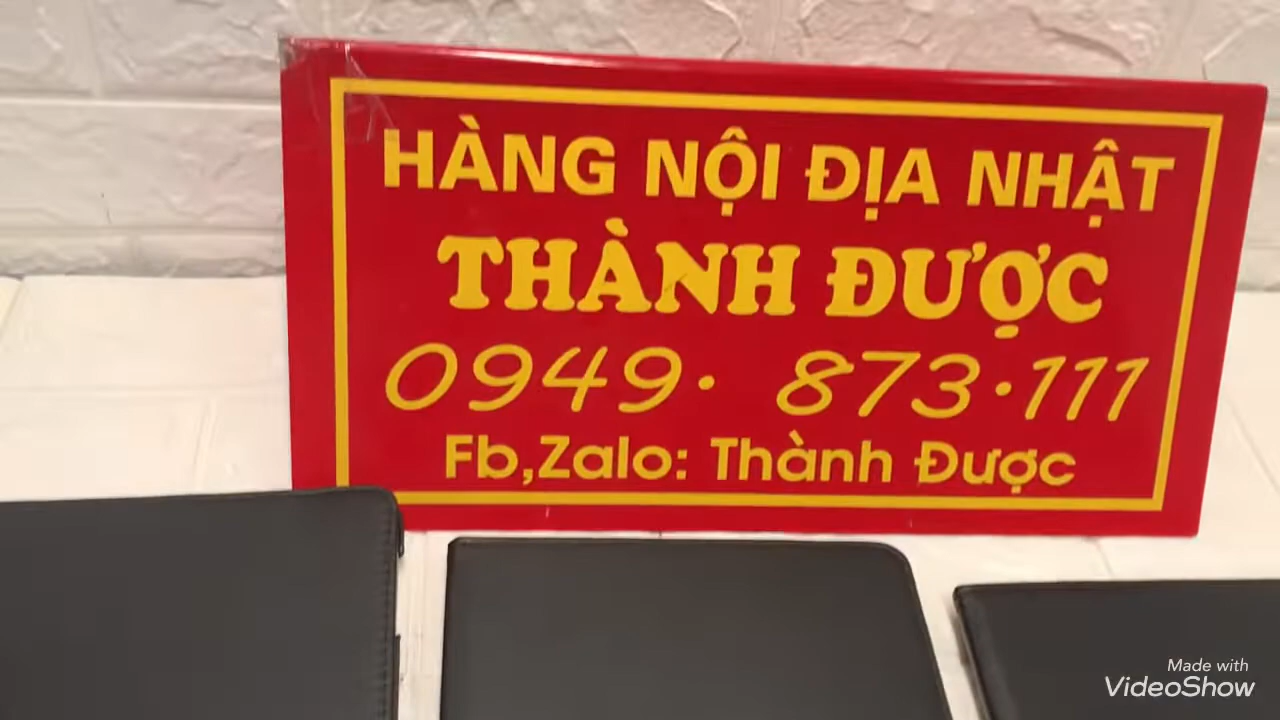 HÀNG NỘI ĐỊA NHẬT
THÀNH ĐƯỢC
0949. 873.111
Fb,Zalo: Thành Được
Made with
VideoShow